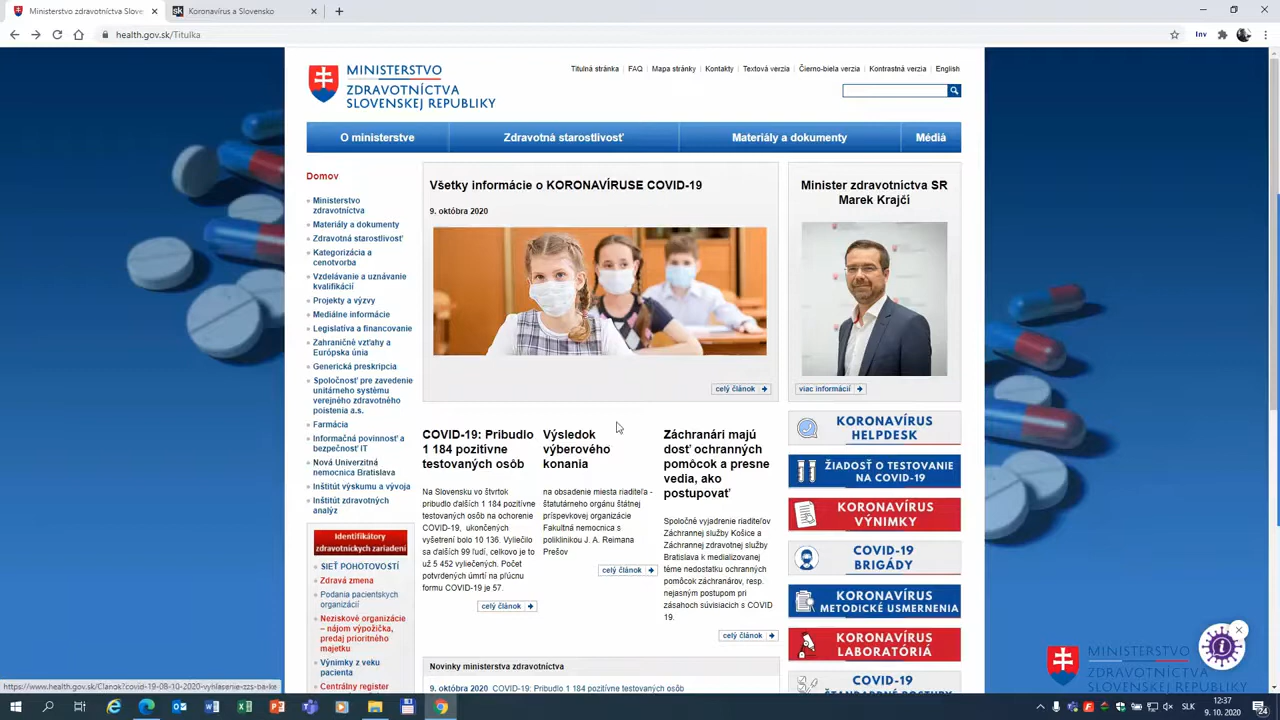 Ministerstvo zdravotníctva Slove
Koronavírus a Slovensko
health.gov.sk/Titulka
Inv
MINISTERSTVO
ZDRAVOTNÍCTVA
SLOVENSKEJ REPUBLIKY
Titulná stránka | FAQ | Mapa stránky | Kontakty | Textová verzia | Čierno-biela verzia | Kontrastná verzia | English
O ministerstve
Zdravotná starostlivosť
Materiály a dokumenty
Médiá
Domov
Ministerstvo
zdravotníctva
Materiály a dokumenty
Zdravotná starostlivosť
Kategorizácia a
cenotvorba
Vzdelávanie a uznávanie
kvalifikácií
Projekty a výzvy
Mediálne informácie
Legislatíva a financovanie
Zahraničné vzťahy a
Európska únia
Generická preskripcia
Spoločnosť pre zavedenie
unitárneho systému
verejného zdravotného
poistenia a.s.
Farmácia
Informačná povinnosť a
bezpečnosť IT
Nová Univerzitná
nemocnica Bratislava
Inštitút výskumu a vývoja
Inštitút zdravotných
analýz
Identifikátory
zdravotníckych zariadení
SIEŤ POHOTOVOSTÍ
Zdravá zmena
Podania pacientskych
organizácií
Neziskové organizácie
– nájom výpožička,
predaj prioritného
majetku
Výnimky z veku
pacienta
Centrálny register
Všetky informácie o KORONAVÍRUSE COVID-19
9. októbra 2020
celý článok
Minister zdravotníctva SR
Marek Krajčí
viac informácií
COVID-19: Pribudlo
1 184 pozitívne
testovaných osôb
Na Slovensku vo štvrtok
pribudlo ďalších 1 184 pozitívne
testovaných osôb na ochorenie
COVID-19, ukončených
vyšetrení bolo 10 136. Vyliečilo
sa ďalších 99 ľudí, celkovo je to
už 5 452 vyliečených. Počet
potvrdených úmrtí na pľúcnu
formu COVID-19 je 57.
celý článok
Výsledok
výberového
konania
na obsadenie miesta riaditeľa -
štatutárneho orgánu štátnej
príspevkovej organizácie
Fakultná nemocnica s
poliklinikou J. A. Reimana
Prešov
celý článok
Záchranári majú
dosť ochranných
pomôcok a presne
vedia, ako
postupovať
Spoločné vyjadrenie riaditeľov
Záchrannej služby Košice a
Záchrannej zdravotnej služby
Bratislava k medializovanej
téme nedostatku ochranných
pomôcok záchranárov, resp.
nejasným postupom pri
zásahoch súvisiacich s COVID
19.
celý článok
KORONAVÍRUS
HELPDESK
ŽIADOSŤ O TESTOVANIE
NA COVID-19
KORONAVÍRUS
VÝNIMKY
COVID-19
BRIGÁDY
KORONAVÍRUS
METODICKÉ USMERNENIA
KORONAVÍRUS
LABORATÓRIÁ
COVID-19
ŠTANDARDNÉ POSTUPY
Novinky ministerstva zdravotníctva
9. októbra 2020 COVID-19: Pribudlo 1 184 pozitívne testovaných osôb
MINISTERSTVO
ZDRAVOTNÍCTVA
SLOVENSKEJ REPUBLIKY
https://www.health.gov.sk/Clanok?covid-19-08-10-2020-vyhlasenie-zzs-ba-ke
SLK
12:37
9. 10. 2020
24